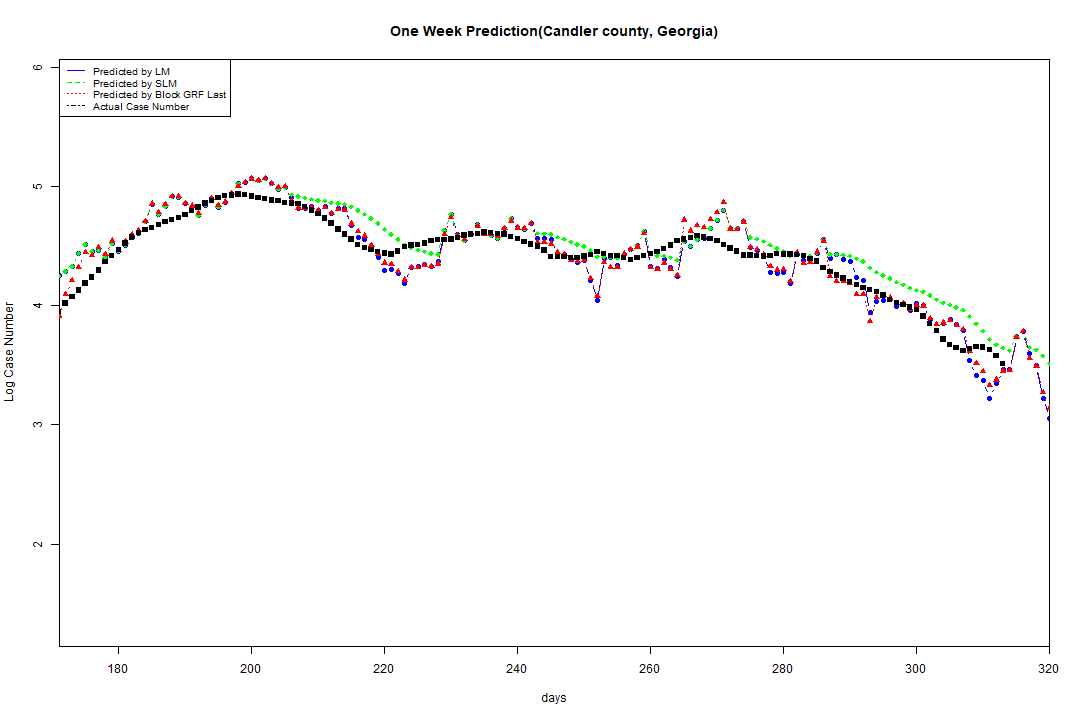 One Week Prediction(Candler county, Georgia)
Predicted by LM
Predicted by SLM
Predicted by Block GRF Last
Actual Case Number
6
5
4
3
2
Log Case Number
180 200 220 240 260 280 300 320
days